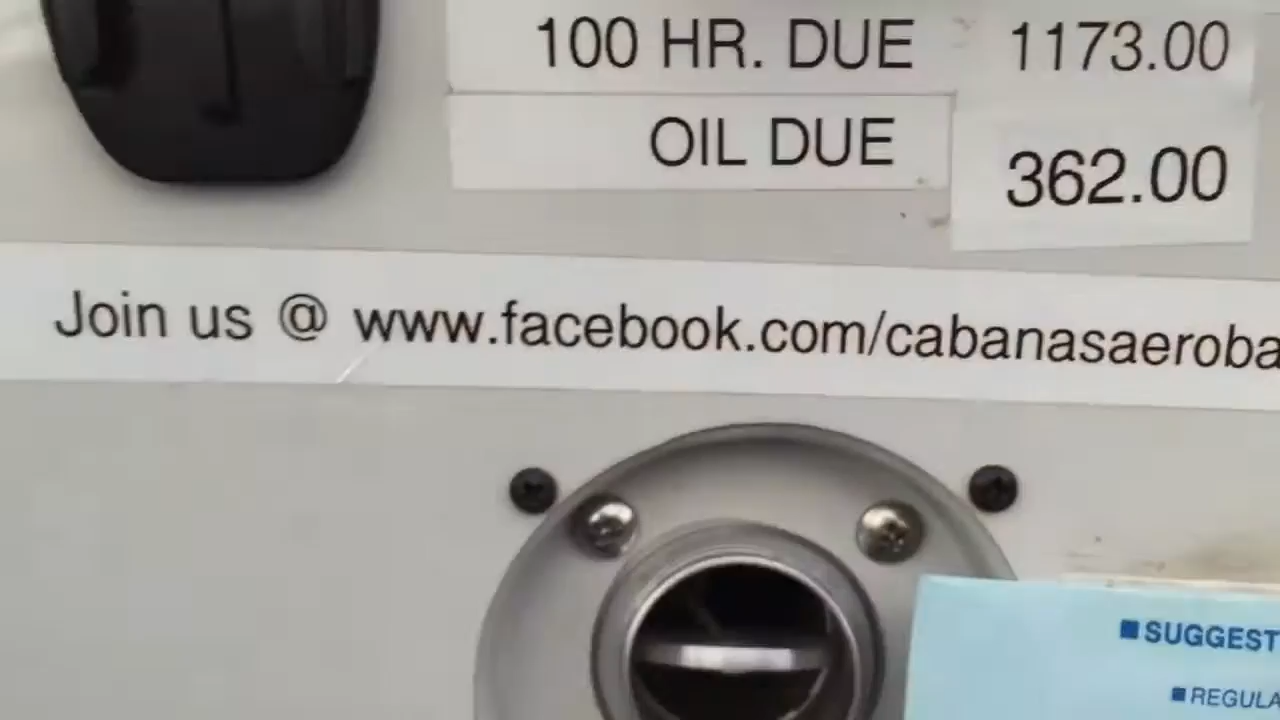 100 HR. DUE 1173.00
OIL DUE 362.00
Join us @ www.facebook.com/cabanasaeroba
■SUGGEST
■REGULA